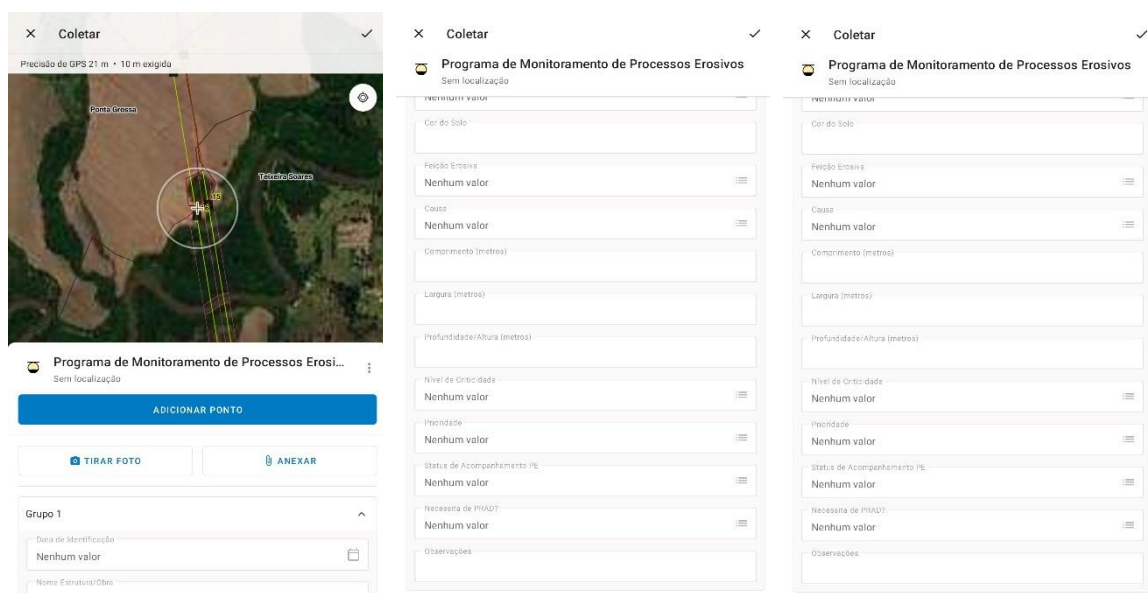 Coletar
Precisão de GPS 21 m • 10 m exigida
Ponta Grossa
Teixeira Soares
15
Programa de Monitoramento de Processos Erosi...
Sem localização
ADICIONAR PONTO
TIRAR FOTO
ANEXAR
Grupo 1
Data de Identificação
Nenhum valor
Nome Estrutura/Obra
Coletar
Programa de Monitoramento de Processos Erosivos
Sem localização
Nenhum valor
Cor do Solo
Feição Erosiva
Nenhum valor
Causa
Nenhum valor
Comprimento (metros)
Largura (metros)
Profundidade/Altura (metros)
Nível de Criticidade
Nenhum valor
Prioridade
Nenhum valor
Status de Acompanhamento PE
Nenhum valor
Necessita de PRAD?
Nenhum valor
Observações
Coletar
Programa de Monitoramento de Processos Erosivos
Sem localização
Nenhum valor
Cor do Solo
Feição Erosiva
Nenhum valor
Causa
Nenhum valor
Comprimento (metros)
Largura (metros)
Profundidade/Altura (metros)
Nível de Criticidade
Nenhum valor
Prioridade
Nenhum valor
Status de Acompanhamento PE
Nenhum valor
Necessita de PRAD?
Nenhum valor
Observações